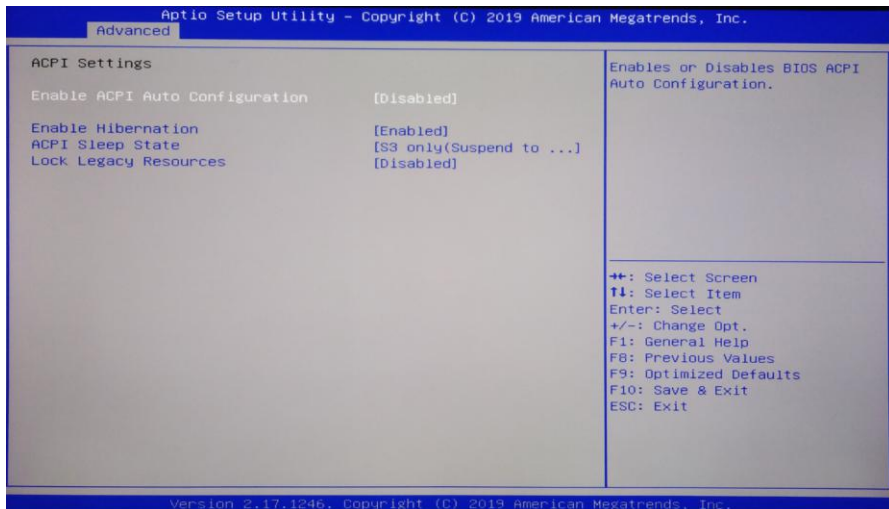 Aptio Setup Utility – Copyright (C) 2019 American Megatrends, Inc.
Advanced
ACPI Settings
Enable ACPI Auto Configuration [Disabled]
Enable Hibernation [Enabled]
ACPI Sleep State [S3 only(Suspend to ...]
Lock Legacy Resources [Disabled]
Enables or Disables BIOS ACPI
Auto Configuration.
→←: Select Screen
↑↓: Select Item
Enter: Select
+/-: Change Opt.
F1: General Help
F8: Previous Values
F9: Optimized Defaults
F10: Save & Exit
ESC: Exit
Version 2.17.1246. Copyright (C) 2019 American Megatrends, Inc.